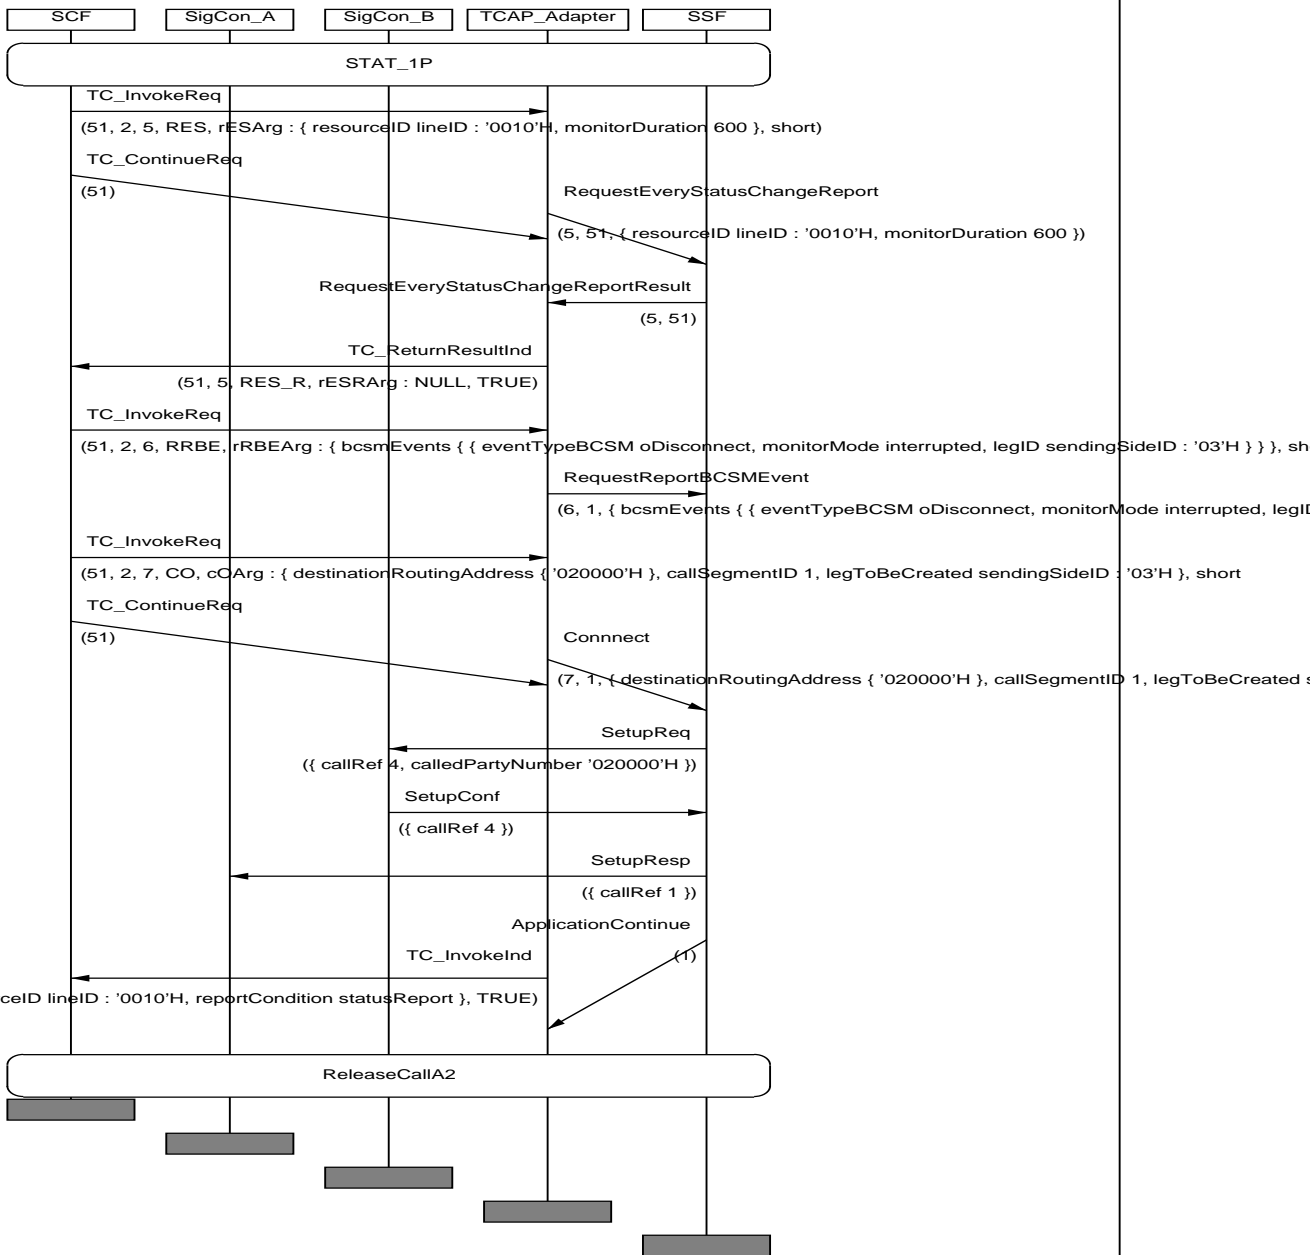 SCF SigCon_A SigCon_B TCAP_Adapter SSF
STAT_1P
TC_InvokeReq
(51, 2, 5, RES, rESArg : { resourceID lineID : '0010'H, monitorDuration 600 }, short)
TC_ContinueReq
(51)
RequestEveryStatusChangeReport
(5, 51, { resourceID lineID : '0010'H, monitorDuration 600 })
RequestEveryStatusChangeReportResult
(5, 51)
TC_ReturnResultInd
(51, 5, RES_R, rESRArg : NULL, TRUE)
TC_InvokeReq
(51, 2, 6, RRBE, rRBEArg : { bcsmEvents { { eventTypeBCSM oDisconnect, monitorMode interrupted, legID sendingSideID : '03'H } } }, sh
RequestReportBCSMEvent
(6, 1, { bcsmEvents { { eventTypeBCSM oDisconnect, monitorMode interrupted, legID
TC_InvokeReq
(51, 2, 7, CO, cOArg : { destinationRoutingAddress { '020000'H }, callSegmentID 1, legToBeCreated sendingSideID : '03'H }, short
TC_ContinueReq
(51)
Connnect
(7, 1, { destinationRoutingAddress { '020000'H }, callSegmentID 1, legToBeCreated s
SetupReq
({ callRef 4, calledPartyNumber '020000'H })
SetupConf
({ callRef 4 })
SetupResp
({ callRef 1 })
ApplicationContinue
(1)
TC_InvokeInd
ceID lineID : '0010'H, reportCondition statusReport }, TRUE)
ReleaseCallA2